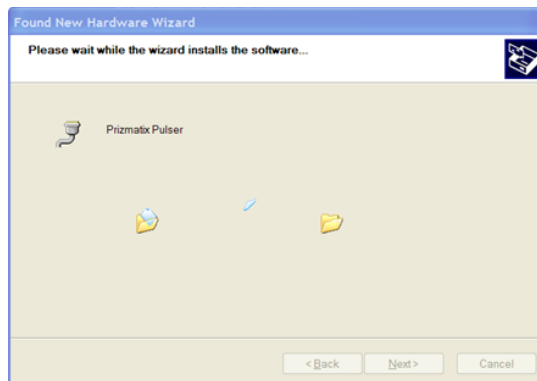 Found New Hardware Wizard
Please wait while the wizard installs the software...
Prizmatix Pulser
< Back
Next >
Cancel